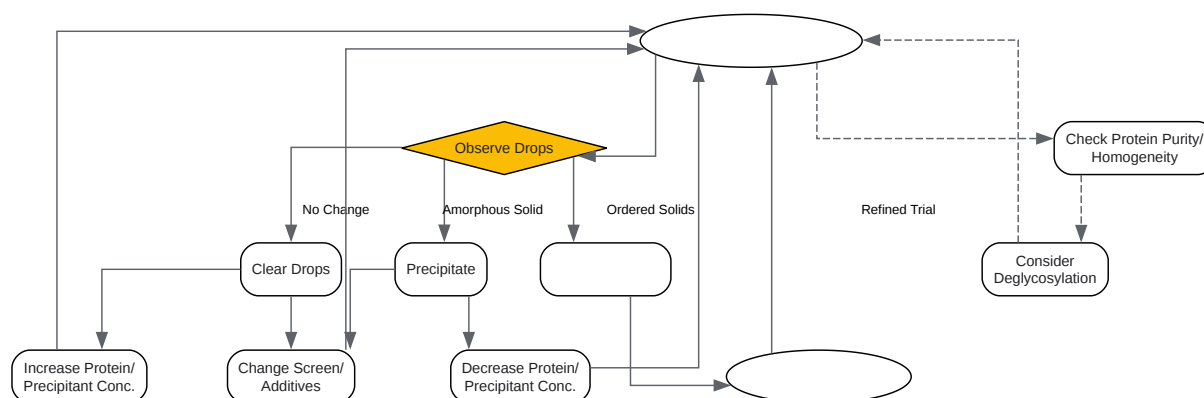 Check Protein Purity/
Homogeneity
Observe Drops
No Change
Amorphous Solid
Ordered Solids
Refined Trial
Clear Drops
Precipitate
Consider
Deglycosylation
Increase Protein/
Precipitant Conc.
Change Screen/
Additives
Decrease Protein/
Precipitant Conc.